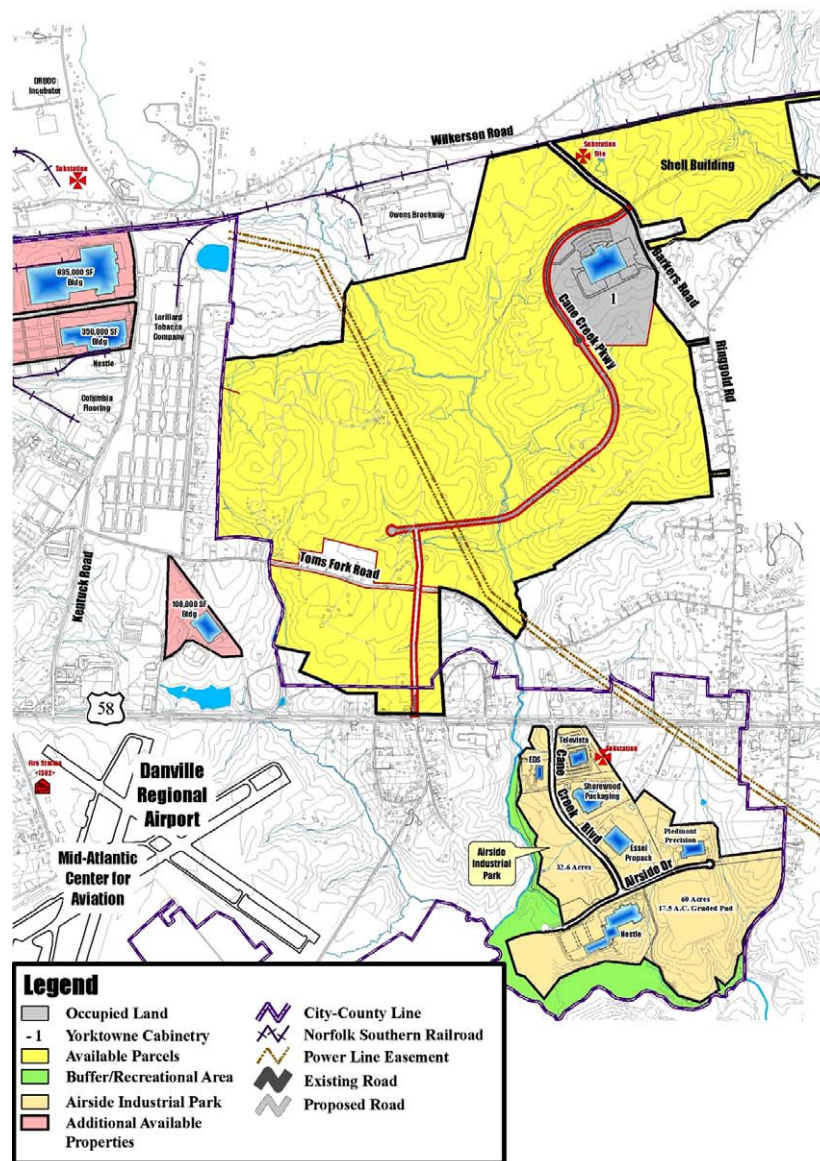 DRBDC
Incubator
Wilkerson Road
Substation
Site
Substation
Shell Building
Owens Brockway
835,000 SF
Bldg
Barkers Road
1
Lorillard
Tobacco
Company
Cane Creek Pkwy
350,000 SF
Bldg
Nestle
Ringgold Rd
Columbia
Flooring
Toms Fork Road
Kentuck Road
100,000 SF
Bldg
58
Televista
Substation
EDS
Cane Creek Blvd
Fire Station
Danville
Regional
Airport
Shorewood
Packaging
Piedmont
Precision
Essel
Propack
Airside
Industrial
Park
Mid-Atlantic
Center for
Aviation
32.6 Acres
Airside Dr
60 Acres
17.5 A.C. Graded Pad
Nestle
Legend
Occupied Land
- 1 Yorktowne Cabinetry
Available Parcels
Buffer/Recreational Area
Airside Industrial Park
Additional Available
Properties
City-County Line
Norfolk Southern Railroad
Power Line Easement
Existing Road
Proposed Road